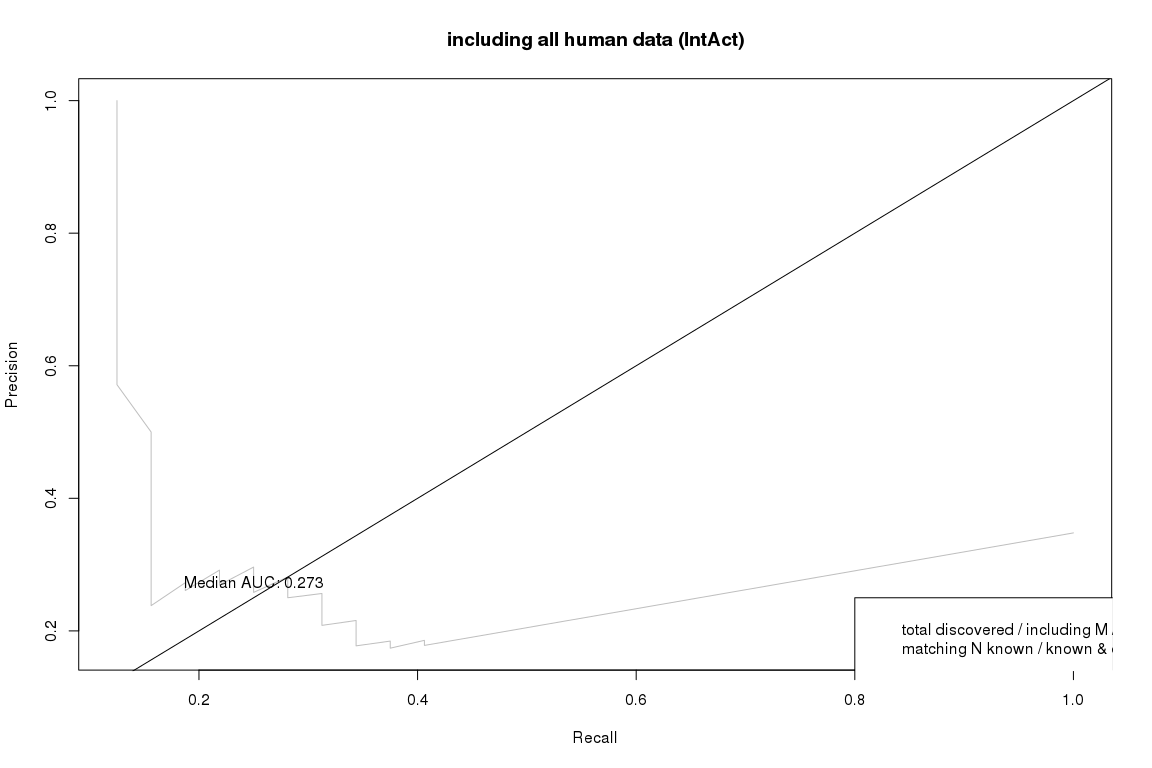 including all human data (IntAct)
Precision
1.0
0.8
0.6
0.4
0.2
Median AUC: 0.273
total discovered / including M
matching N known / known &
0.2 0.4 0.6 0.8 1.0
Recall